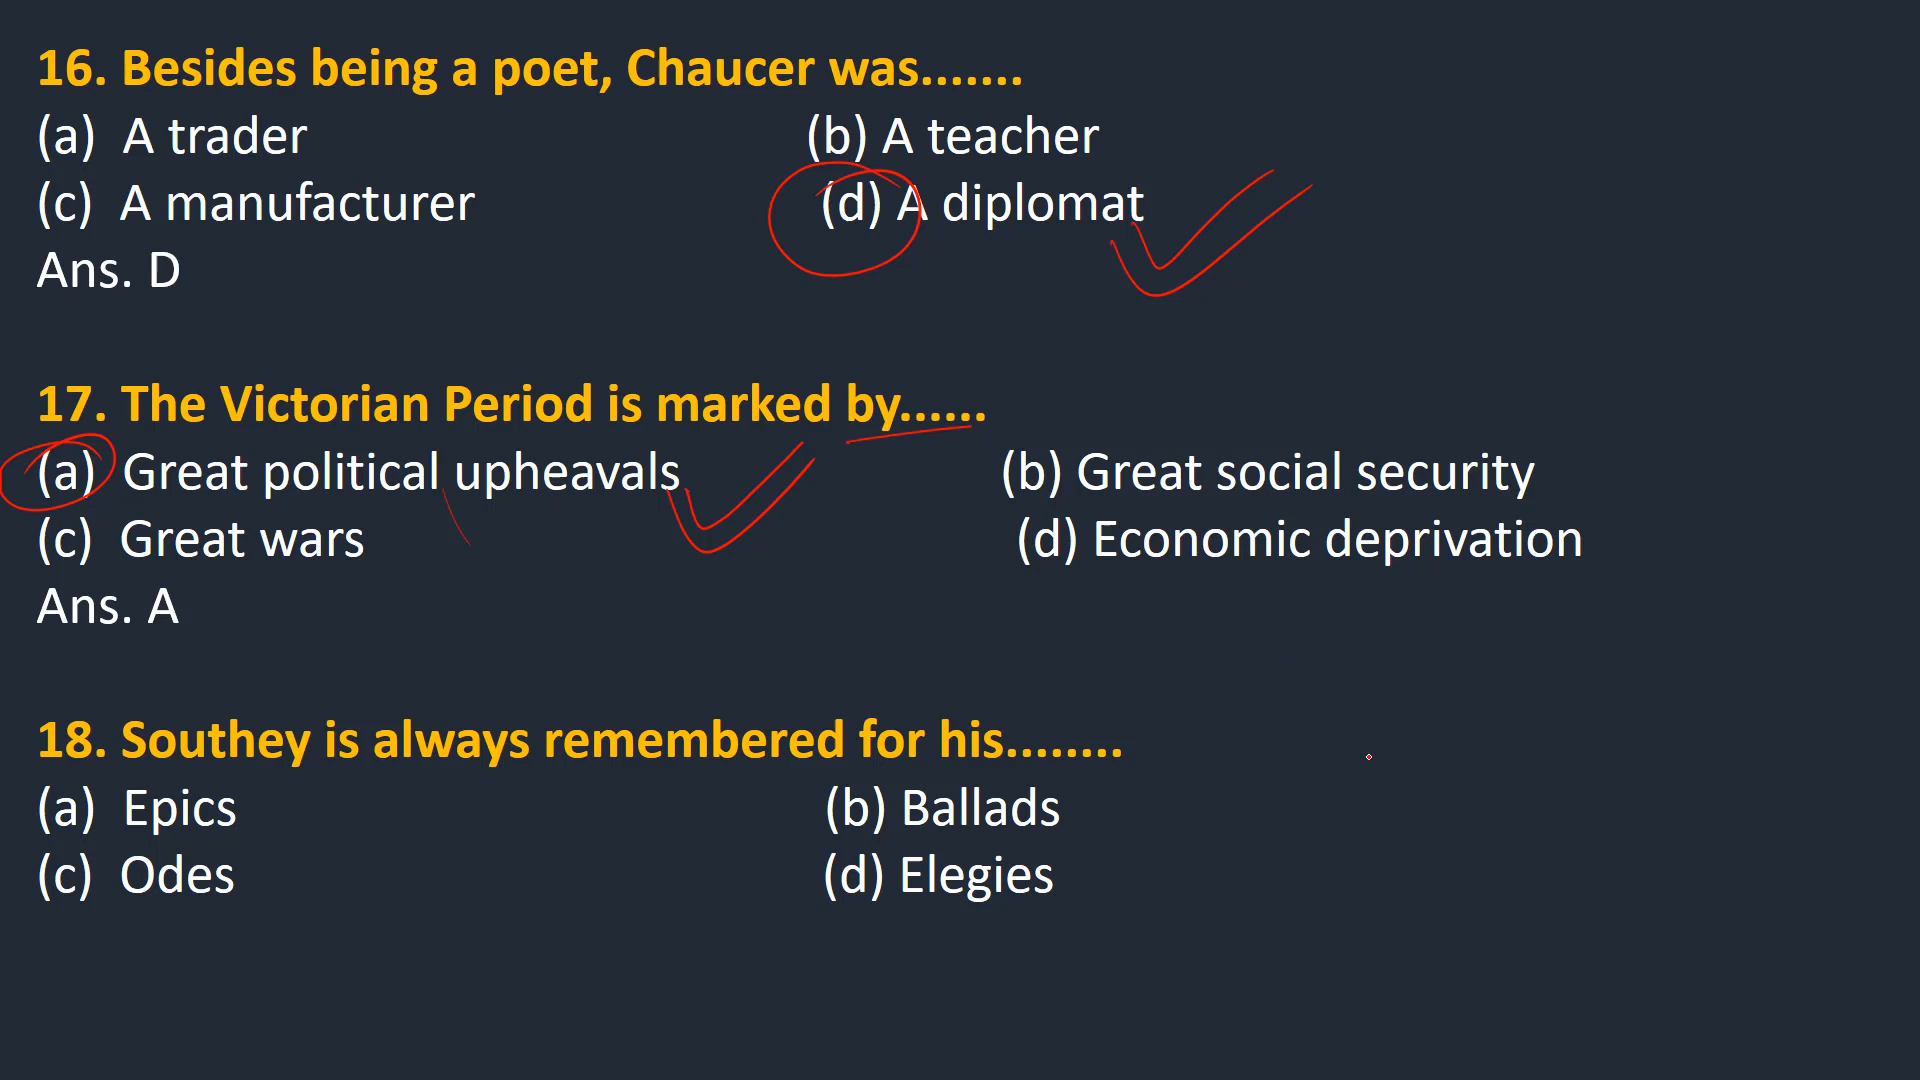 16. Besides being a poet, Chaucer was.......
(a) A trader (b) A teacher
(c) A manufacturer (d) A diplomat
Ans. D
17. The Victorian Period is marked by......
(a) Great political upheavals (b) Great social security
(c) Great wars (d) Economic deprivation
Ans. A
18. Southey is always remembered for his........
(a) Epics (b) Ballads
(c) Odes (d) Elegies